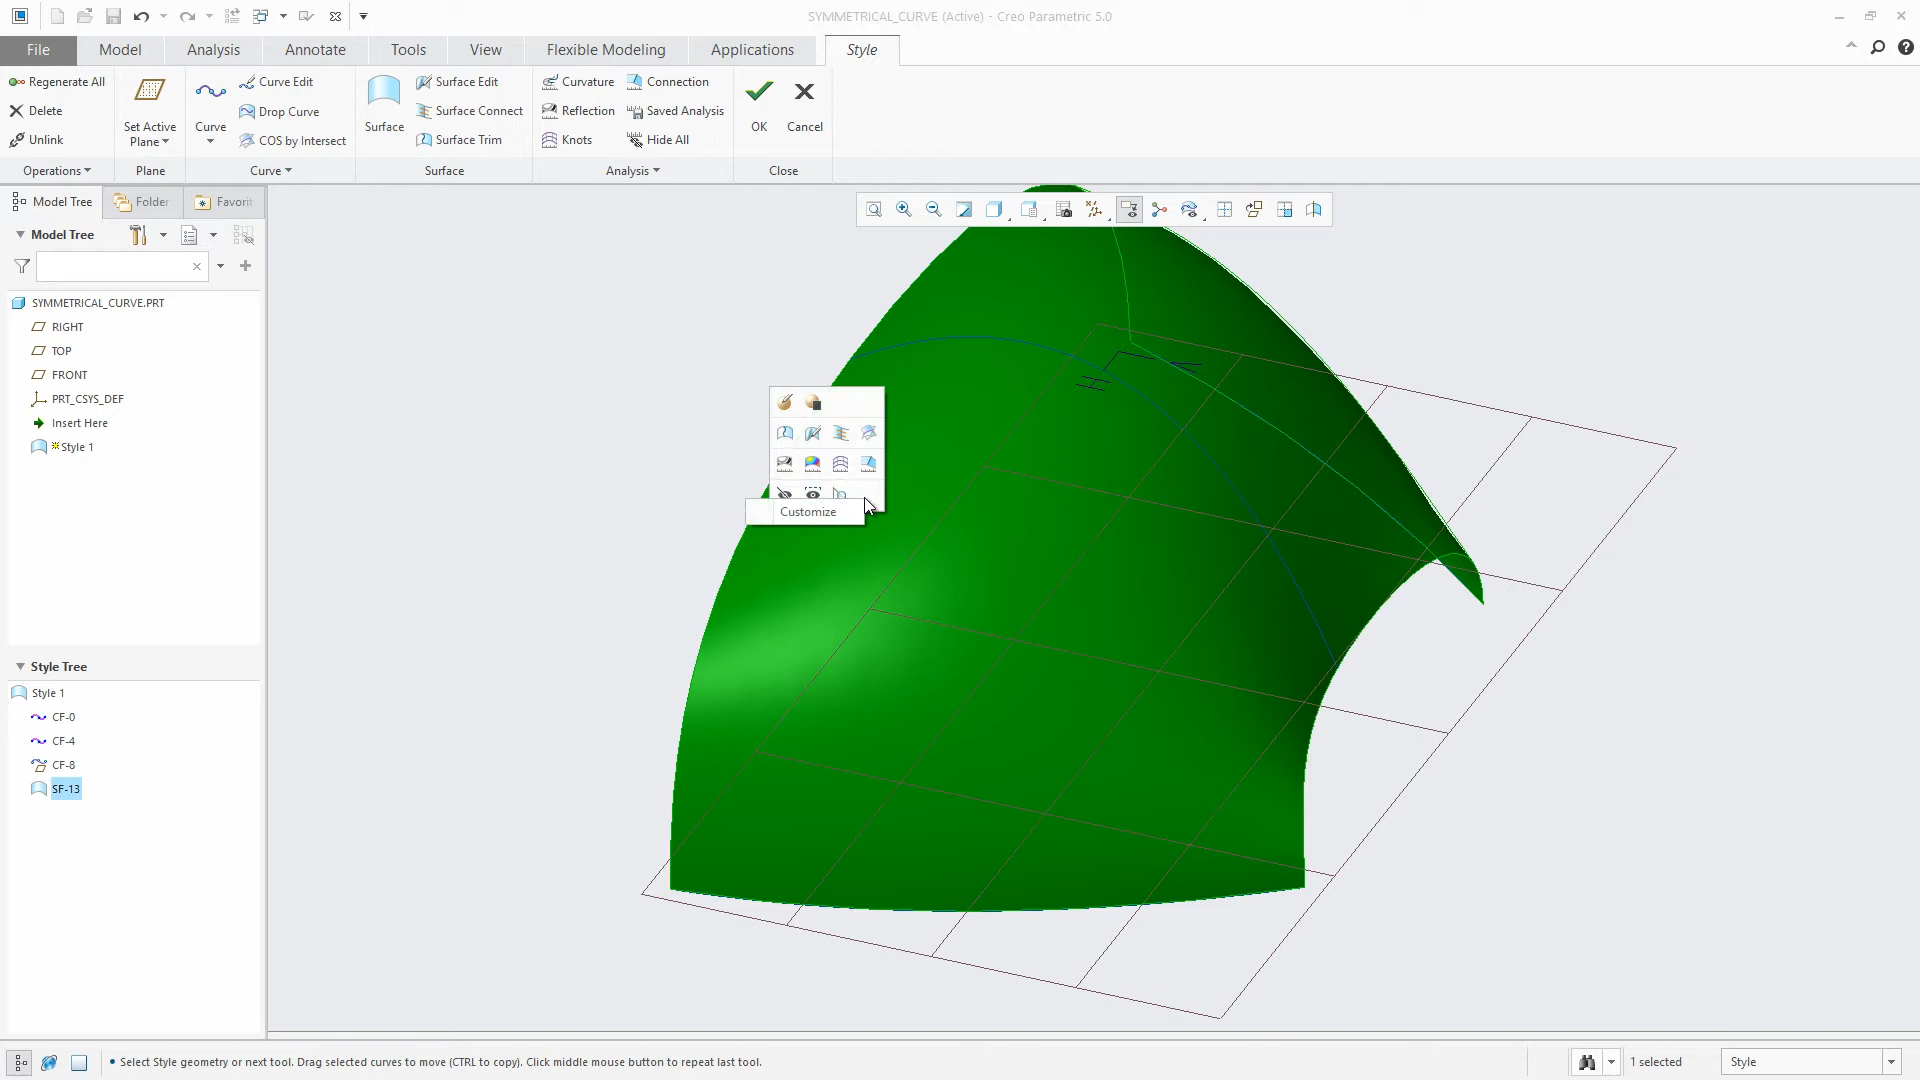 SYMMETRICAL_CURVE (Active) - Creo Parametric 5.0
File
Model
Analysis
Annotate
Tools
View
Flexible Modeling
Applications
Style
Regenerate All
Delete
Unlink
Operations
Set Active
Plane
Plane
Curve
Curve Edit
Drop Curve
COS by Intersect
Curve
Surface
Surface Edit
Surface Connect
Surface Trim
Surface
Curvature
Reflection
Knots
Connection
Saved Analysis
Hide All
Analysis
OK
Cancel
Close
Model Tree
Folder
Favorit
Model Tree
SYMMETRICAL_CURVE.PRT
RIGHT
TOP
FRONT
PRT_CSYS_DEF
Insert Here
Style 1
Customize
Style Tree
Style 1
CF-0
CF-4
CF-8
SF-13
Select Style geometry or next tool. Drag selected curves to move (CTRL to copy). Click middle mouse button to repeat last tool.
1 selected
Style